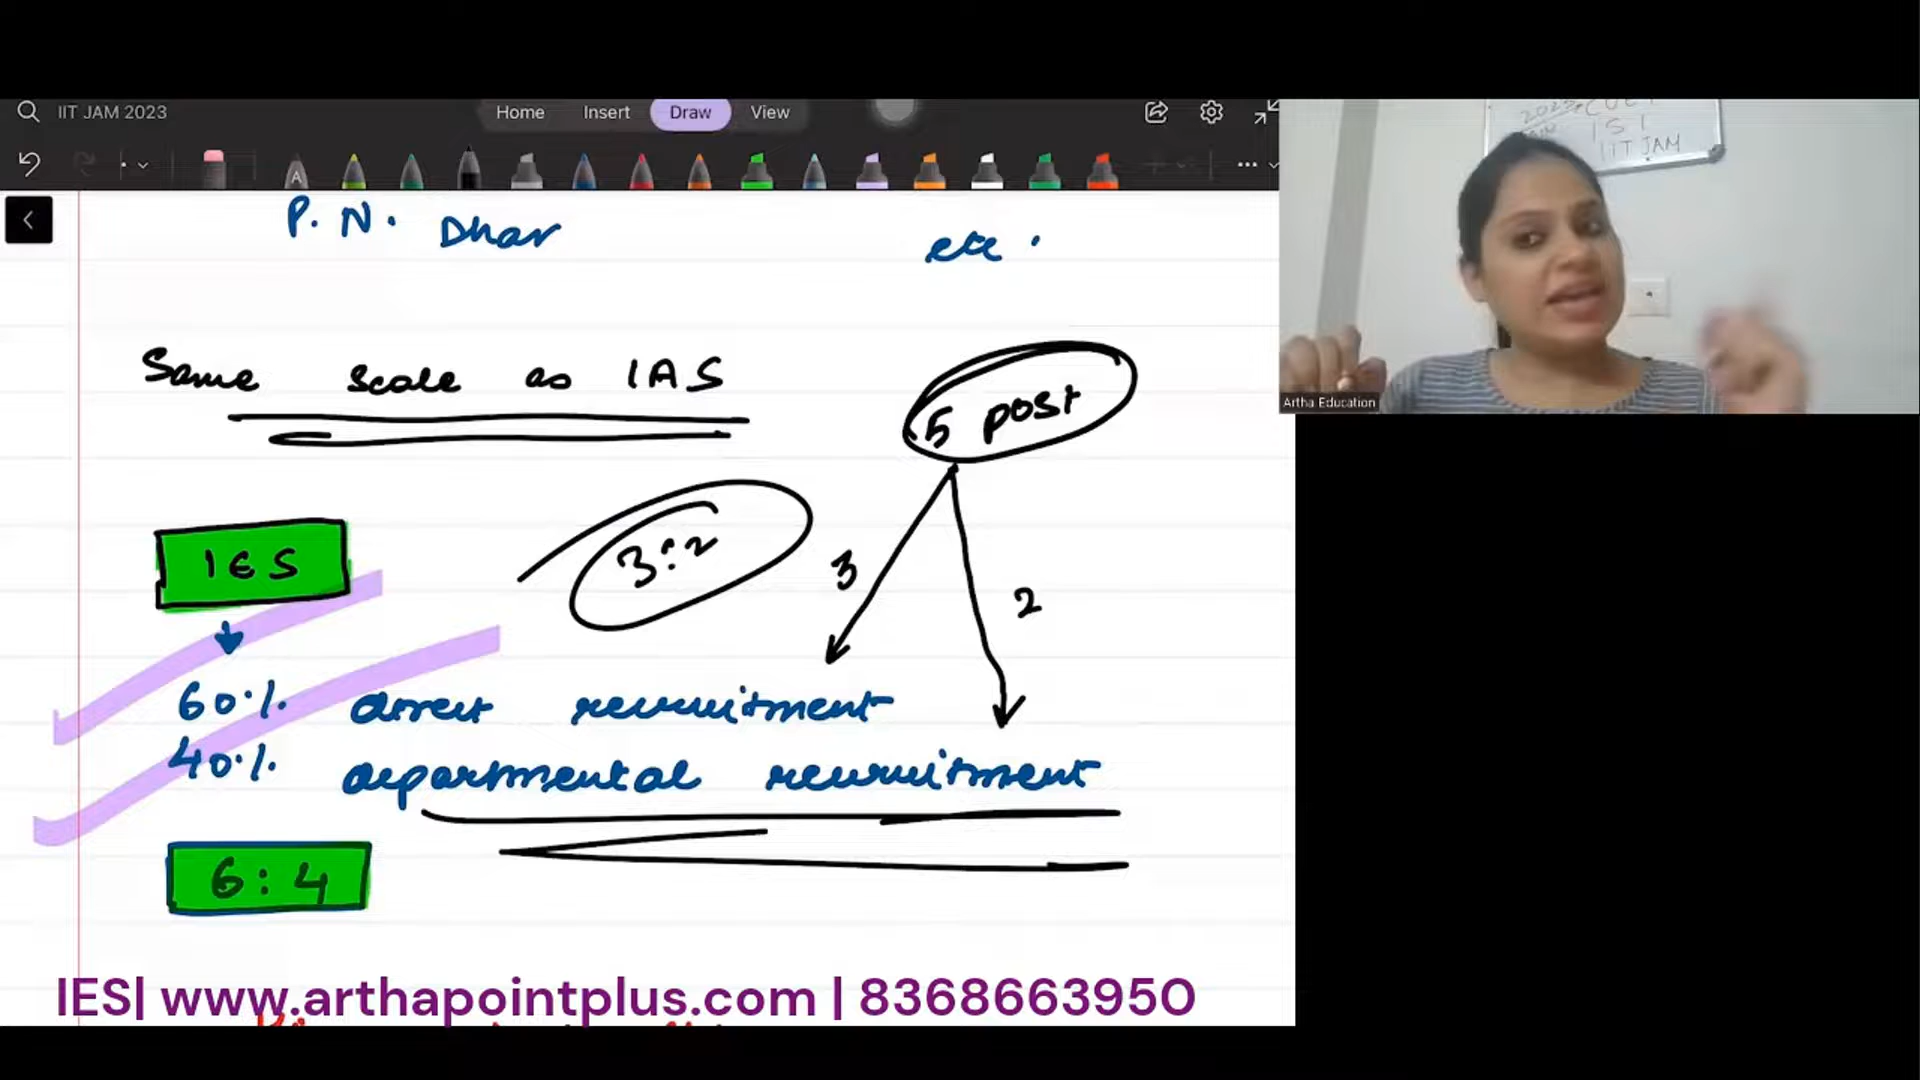 IIT JAM 2023
Home Insert Draw View
P. N. Dhar etc.
Same scale as IAS
5 post
3:2
3
2
IES
60% direct recruitment
40% departmental recruitment
6:4
IIT JAM
Artha Education
IES| www.arthapointplus.com | 8368663950